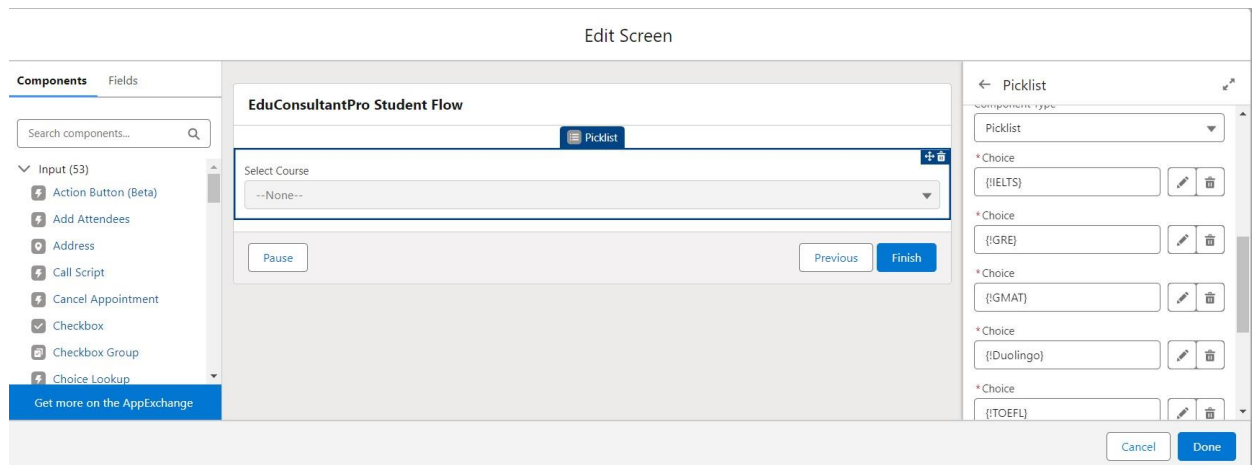 Edit Screen
Components Fields
Search components...
Input (53)
Action Button (Beta)
Add Attendees
Address
Call Script
Cancel Appointment
Checkbox
Checkbox Group
Choice Lookup
Get more on the AppExchange
EduConsultantPro Student Flow
Picklist
Select Course
--None--
Pause Previous Finish
Picklist
Component Type
Picklist
*Choice
{!IELTS}
*Choice
{!GRE}
*Choice
{!GMAT}
*Choice
{!Duolingo}
*Choice
{!TOEFL}
Cancel Done